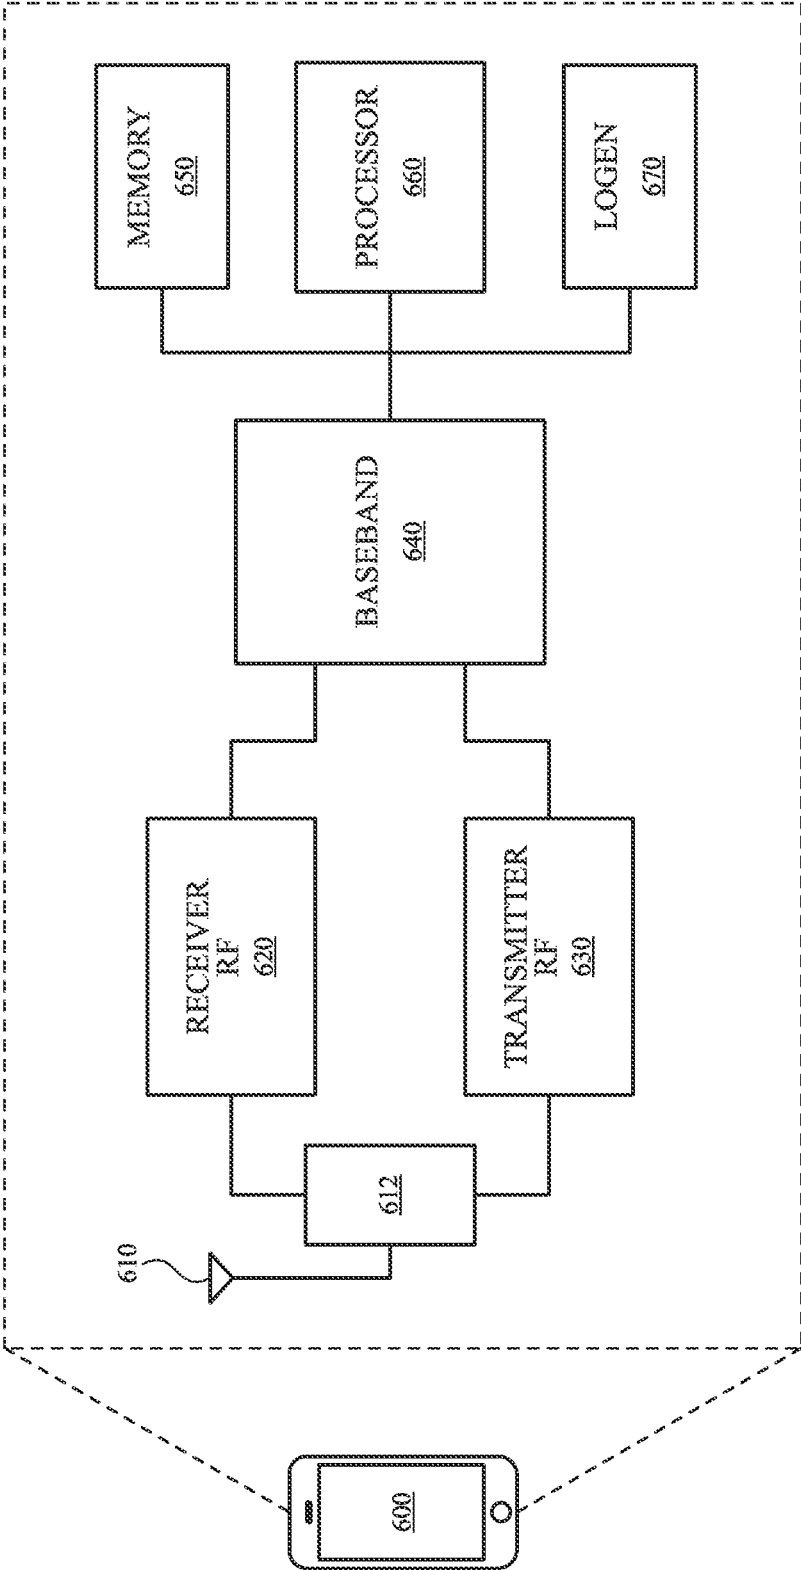 600
610
612
RECEIVER
RF
620
TRANSMITTER
RF
630
BASEBAND
640
MEMORY
650
PROCESSOR
660
LOGEN
670